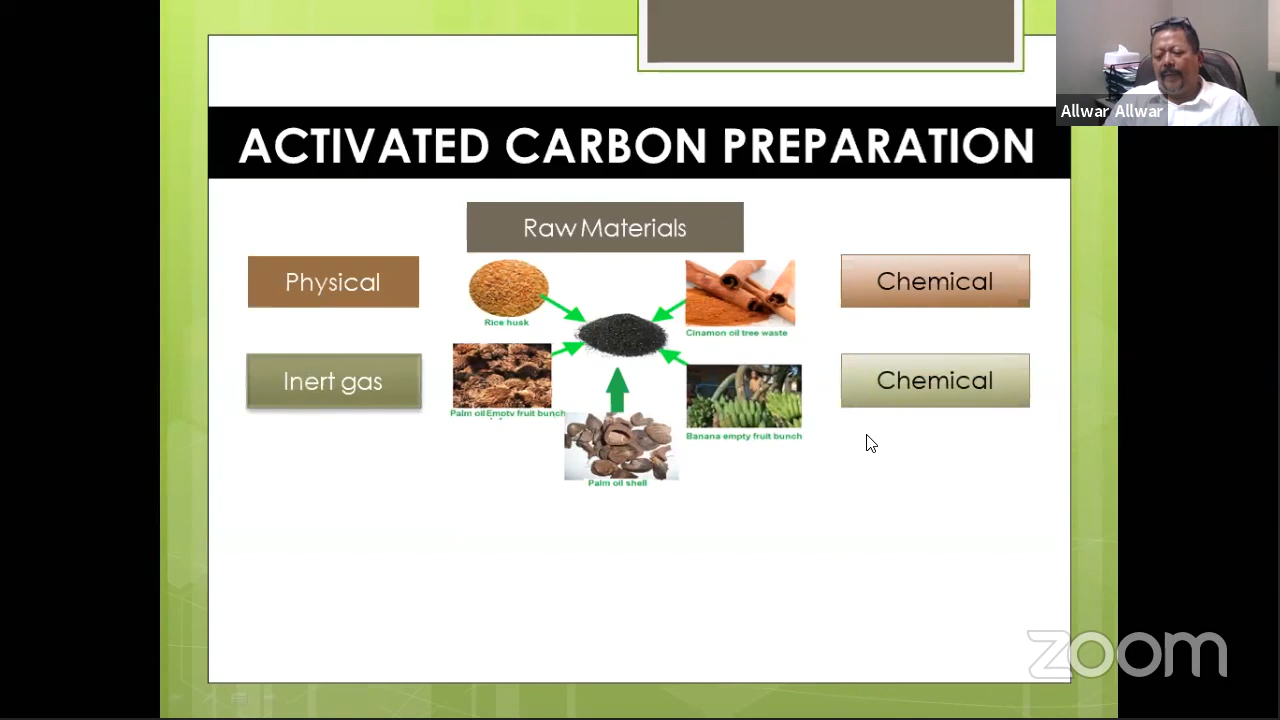 Allwar Allwar
ACTIVATED CARBON PREPARATION
Raw Materials
Physical
Chemical
Rice husk
Cinamon oil tree waste
Inert gas
Chemical
Palm oil Empty fruit bunch
Banana empty fruit bunch
Palm oil shell
zoom